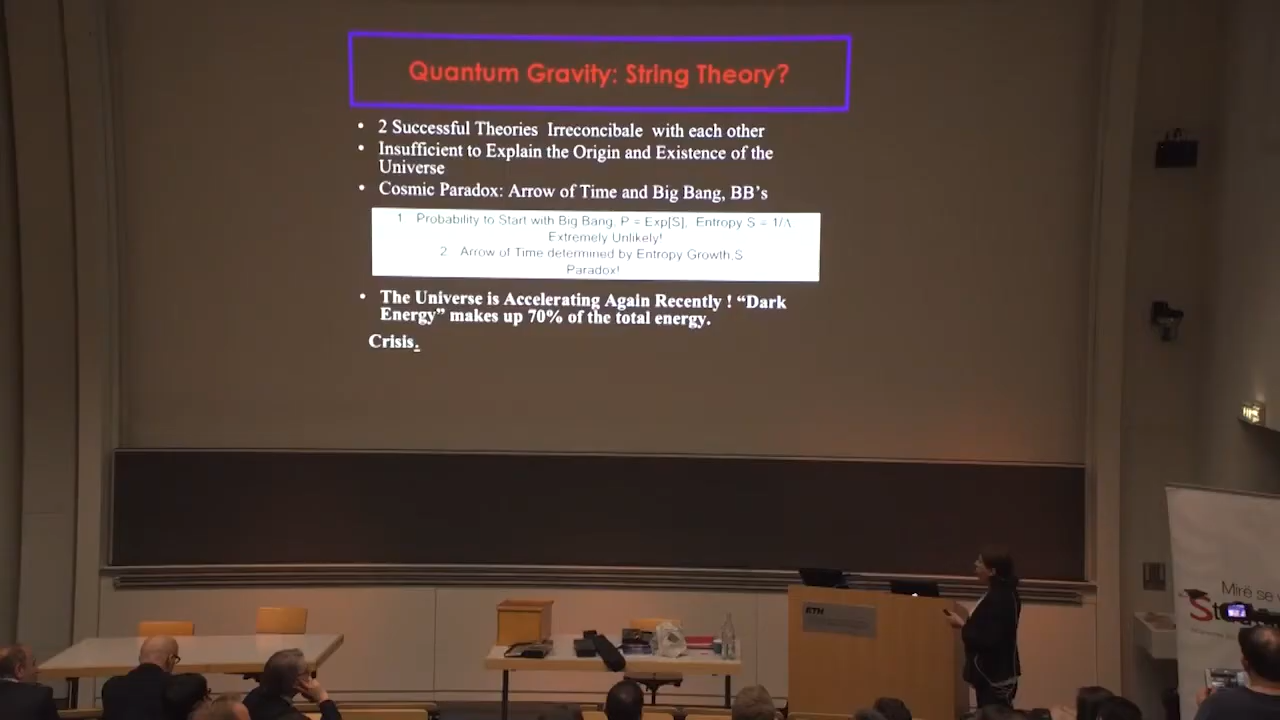 Quantum Gravity: String Theory?
• 2 Successful Theories Irreconcibale with each other
• Insufficient to Explain the Origin and Existence of the
Universe
• Cosmic Paradox: Arrow of Time and Big Bang, BB's
1 Probability to Start with Big Bang, P = Exp[S], Entropy S = 1/Λ
Extremely Unlikely!
2 Arrow of Time determined by Entropy Growth,S
Paradox!
• The Universe is Accelerating Again Recently ! “Dark
Energy” makes up 70% of the total energy.
Crisis.
ETH
Mirë se